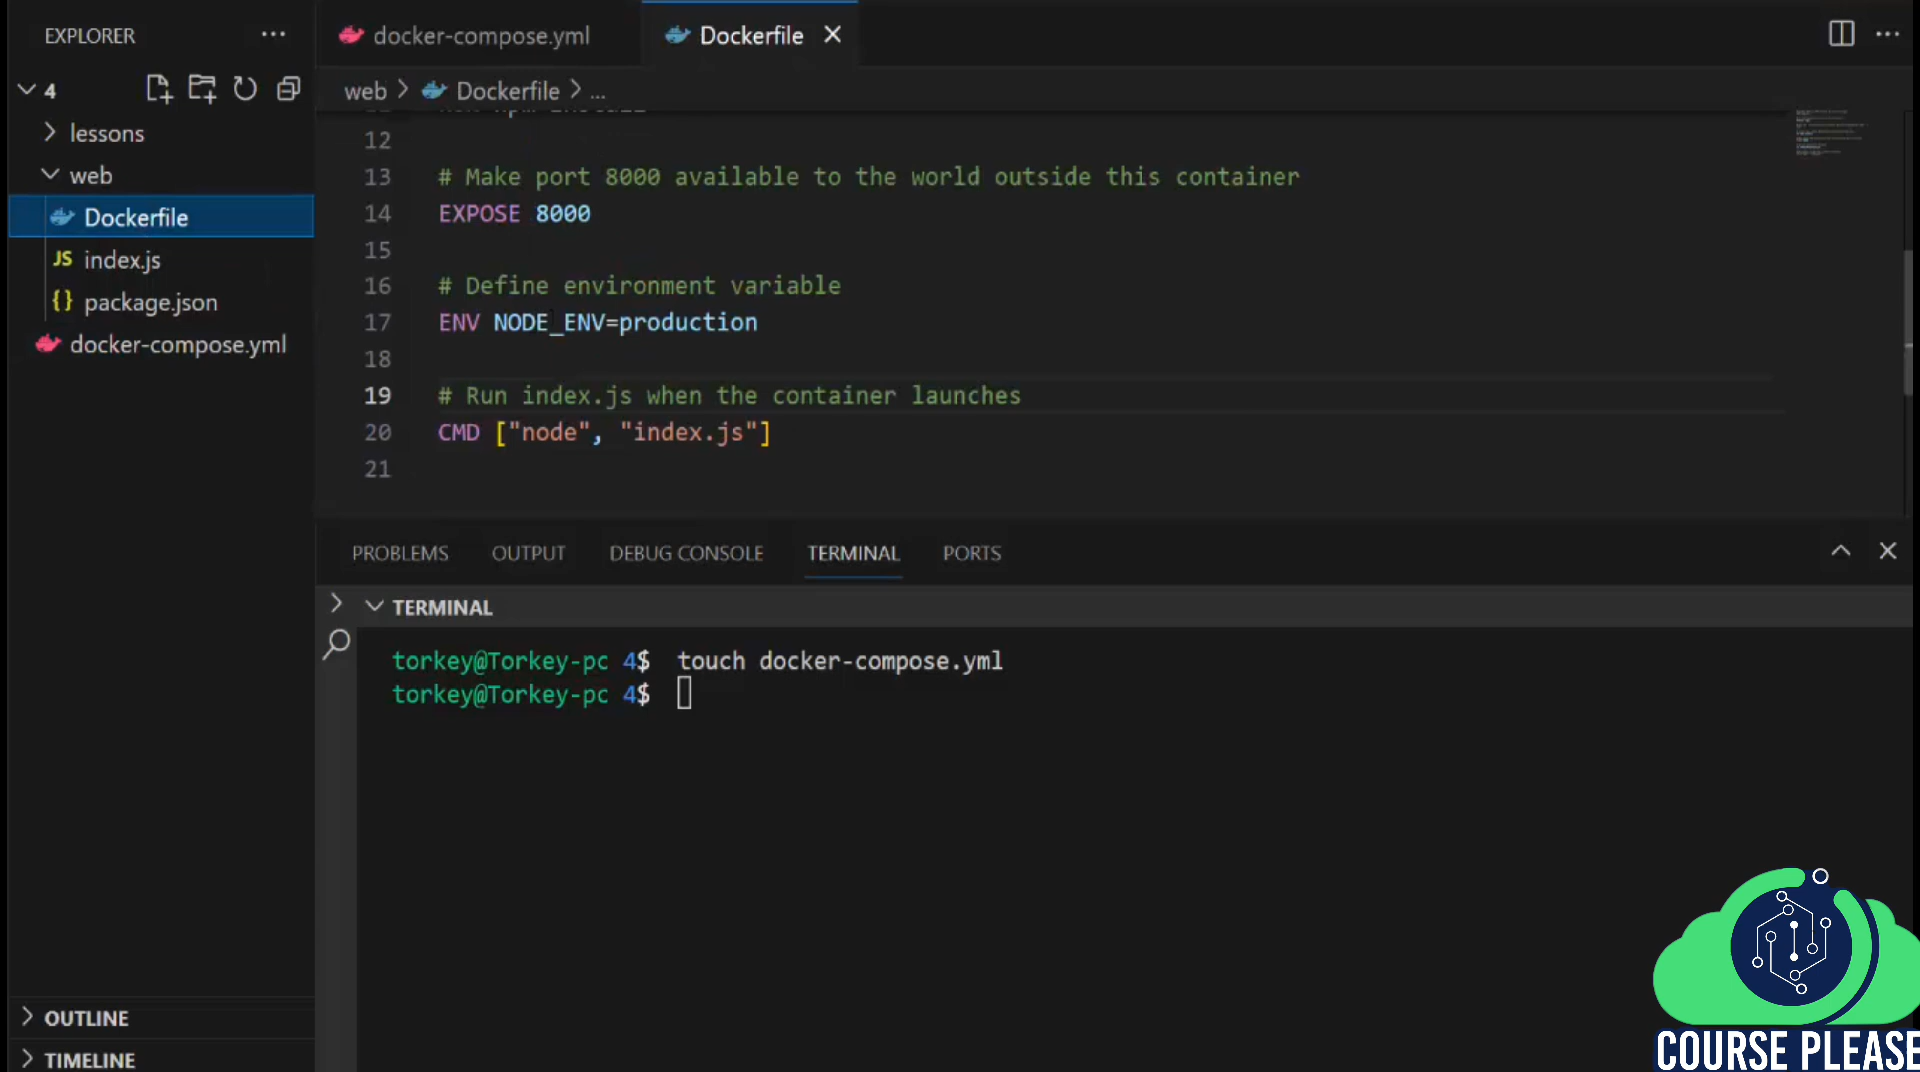 EXPLORER
docker-compose.yml
Dockerfile
4
web > Dockerfile > ...
lessons
web
Dockerfile
JS index.js
{} package.json
docker-compose.yml
12
13 # Make port 8000 available to the world outside this container
14 EXPOSE 8000
15
16 # Define environment variable
17 ENV NODE_ENV=production
18
19 # Run index.js when the container launches
20 CMD ["node", "index.js"]
21
PROBLEMS OUTPUT DEBUG CONSOLE TERMINAL PORTS
TERMINAL
torkey@Torkey-pc 4$ touch docker-compose.yml
torkey@Torkey-pc 4$
OUTLINE
TIMELINE
COURSE PLEASE